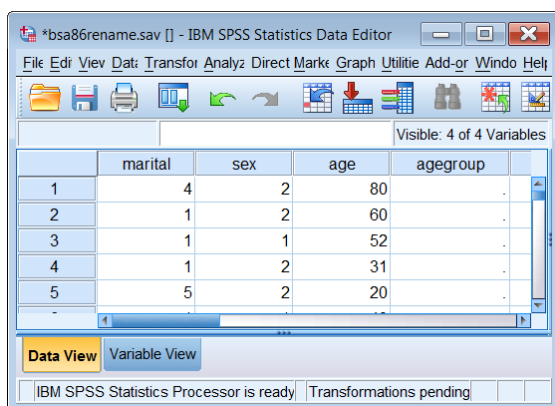 *bsa86rename.sav [] - IBM SPSS Statistics Data Editor
File Edi Viev Data Transfor Analyz Direct Marke Graph Utilitie Add-or Windo Help
Visible: 4 of 4 Variables
marital sex age agegroup
1 4 2 80 .
2 1 2 60 .
3 1 1 52 .
4 1 2 31 .
5 5 2 20 .
Data View Variable View
IBM SPSS Statistics Processor is ready Transformations pending